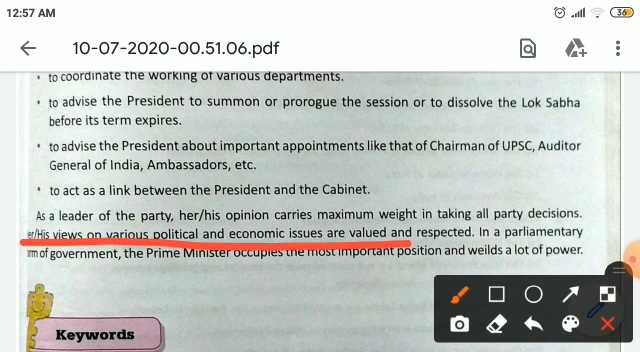 12:57 AM
36
10-07-2020-00.51.06.pdf
to coordinate the working of various departments.
to advise the President to summon or prorogue the session or to dissolve the Lok Sabha
before its term expires.
to advise the President about important appointments like that of Chairman of UPSC, Auditor
General of India, Ambassadors, etc.
to act as a link between the President and the Cabinet.
As a leader of the party, her/his opinion carries maximum weight in taking all party decisions.
er/His views on various political and economic issues are valued and respected. In a parliamentary
rm of government, the Prime Minister occupies the most important position and weilds a lot of power.
Keywords